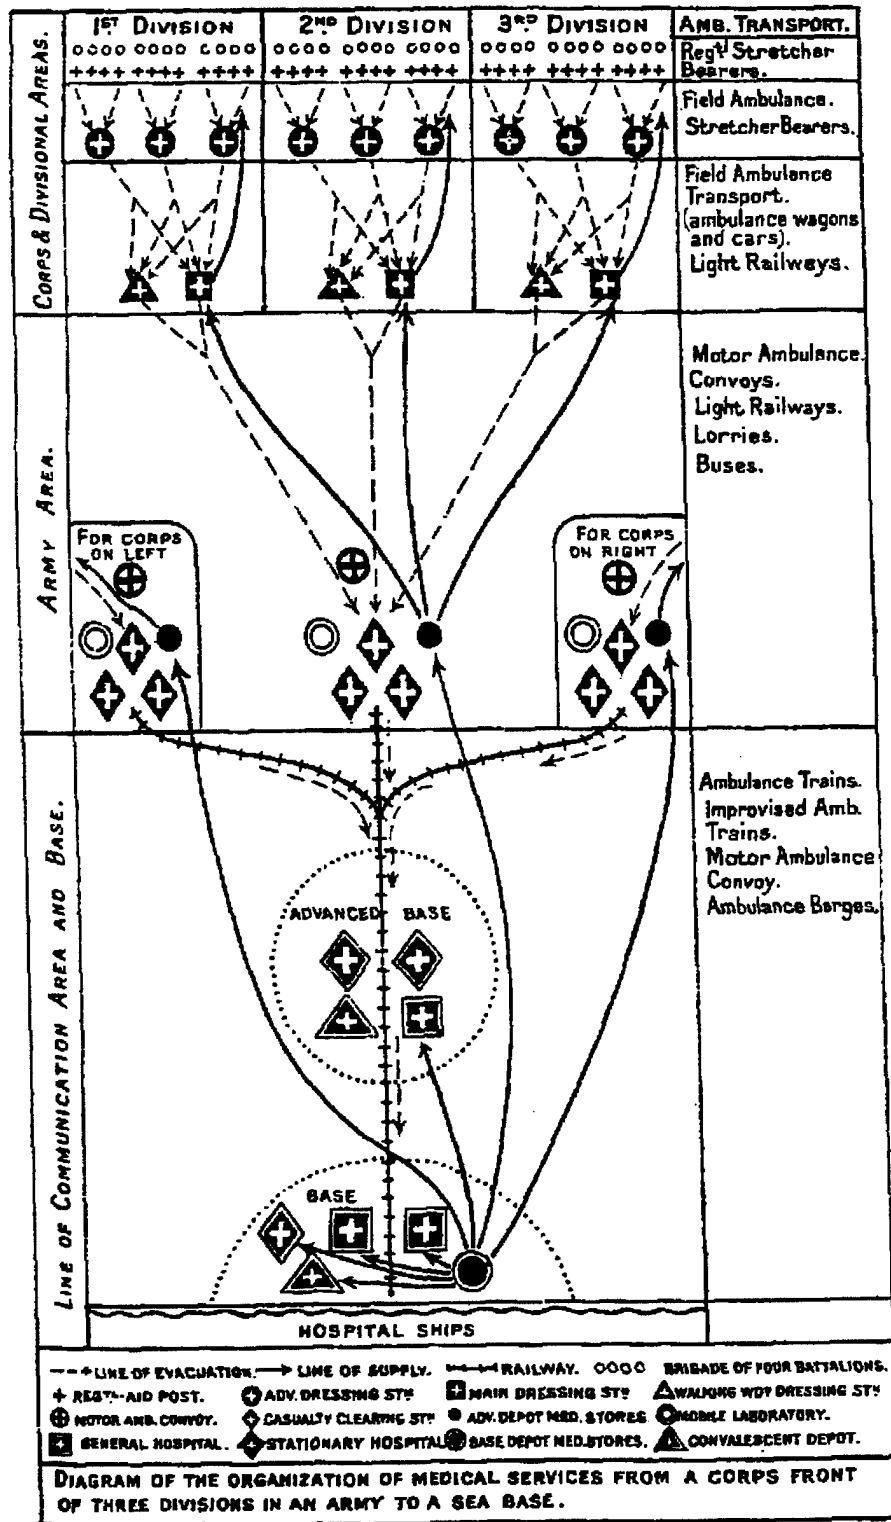 1ST DIVISION
2ND DIVISION
3RD DIVISION
AMB. TRANSPORT.
Regtl Stretcher
Bearers.
Field Ambulance.
Stretcher Bearers.
Field Ambulance
Transport.
(ambulance wagons
and cars).
Light Railways.
CORPS & DIVISIONAL AREAS.
Motor Ambulance
Convoys.
Light Railways.
Lorries.
Buses.
ARMY AREA.
FOR CORPS
ON LEFT
FOR CORPS
ON RIGHT
Ambulance Trains.
Improvised Amb.
Trains.
Motor Ambulance
Convoy.
Ambulance Barges.
LINE OF COMMUNICATION AREA AND BASE.
ADVANCED BASE
BASE
HOSPITAL SHIPS
LINE OF EVACUATION. LINE OF SUPPLY. RAILWAY. BRIGADE OF FOUR BATTALIONS.
REGTL AID POST. ADV. DRESSING STN MAIN DRESSING STN WALKING WDD DRESSING STN
MOTOR AMB. CONVOY. CASUALTY CLEARING STN ADV. DEPOT MED. STORES. MOBILE LABORATORY.
GENERAL HOSPITAL. STATIONARY HOSPITAL BASE DEPOT MED. STORES. CONVALESCENT DEPOT.
DIAGRAM OF THE ORGANIZATION OF MEDICAL SERVICES FROM A CORPS FRONT
OF THREE DIVISIONS IN AN ARMY TO A SEA BASE.